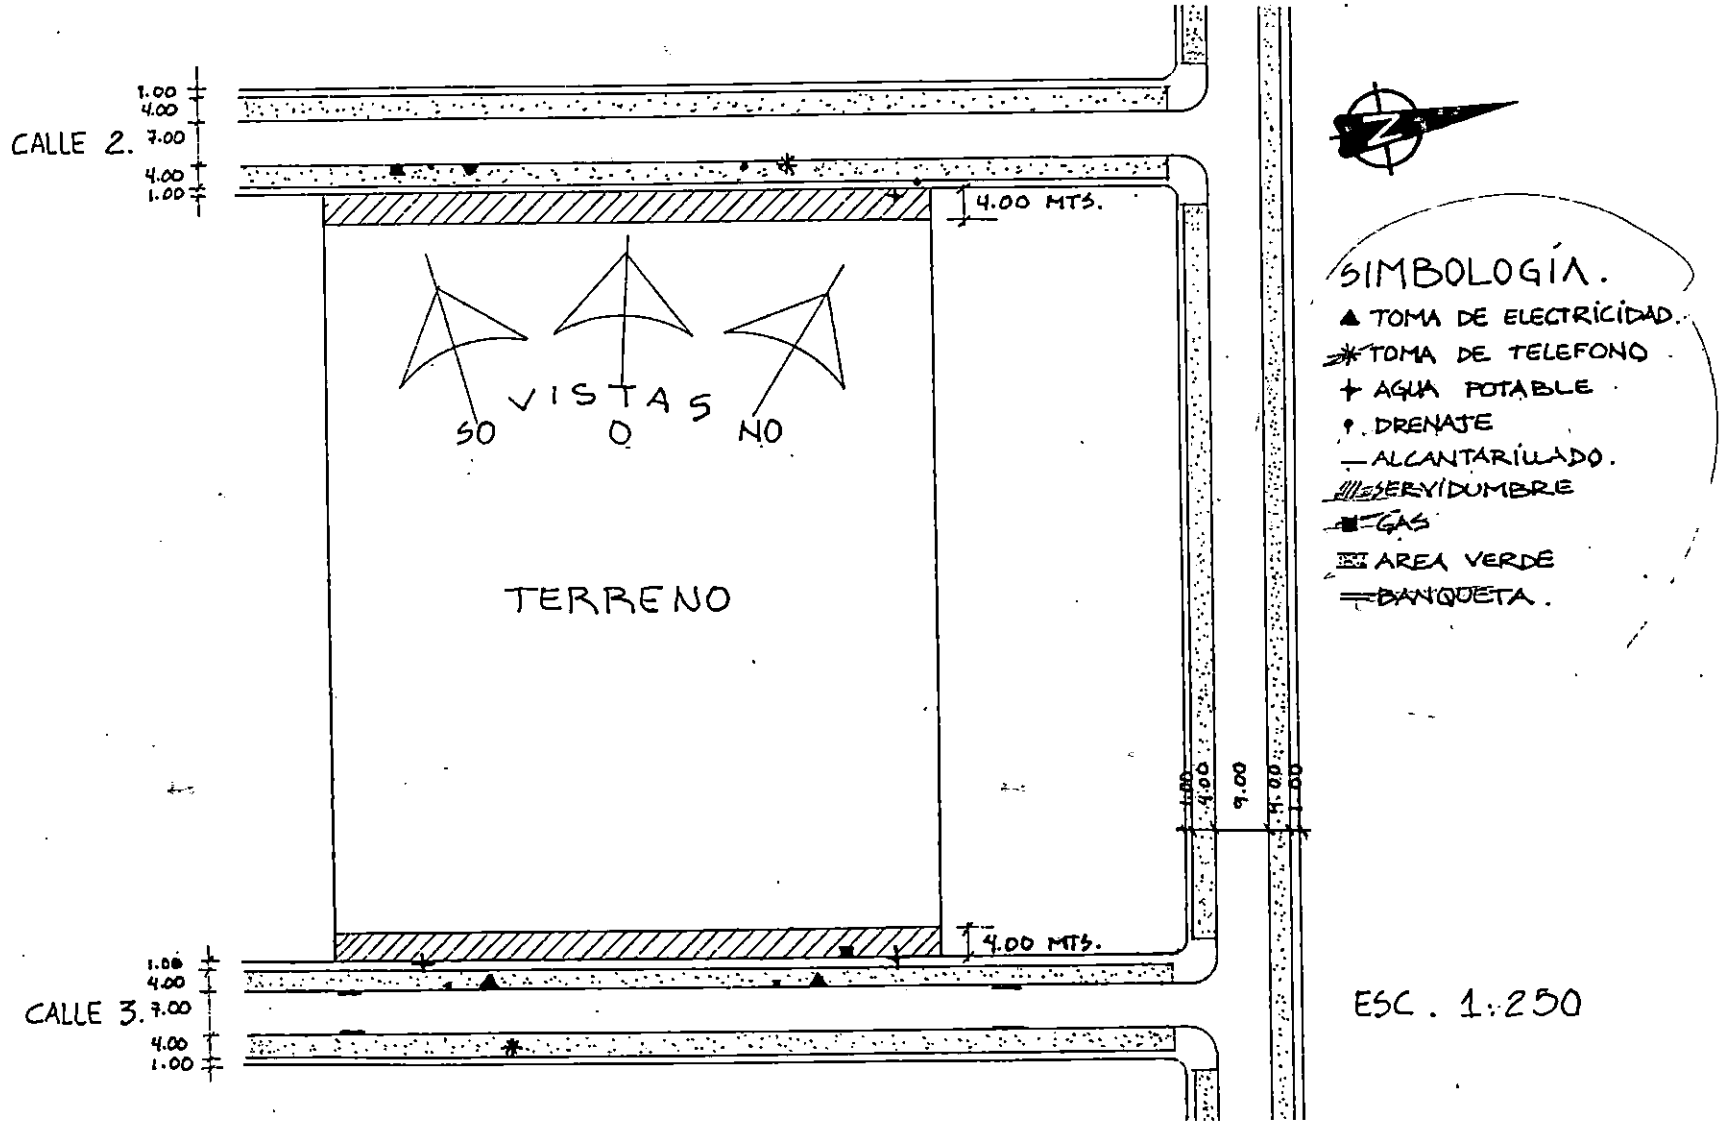 1.00
4.00
CALLE 2. 7.00
4.00
1.00
4.00 MTS.
N
SIMBOLOGÍA.
TOMA DE ELECTRICIDAD.
TOMA DE TELEFONO
AGUA POTABLE
DRENAJE
ALCANTARILLADO.
SERVIDUMBRE
GAS
AREA VERDE
BANQUETA.
VISTAS
SO O NO
TERRENO
1.00 4.00 9.00 4.00 1.00
4.00 MTS.
1.00
4.00
CALLE 3. 7.00
4.00
1.00
ESC. 1:250